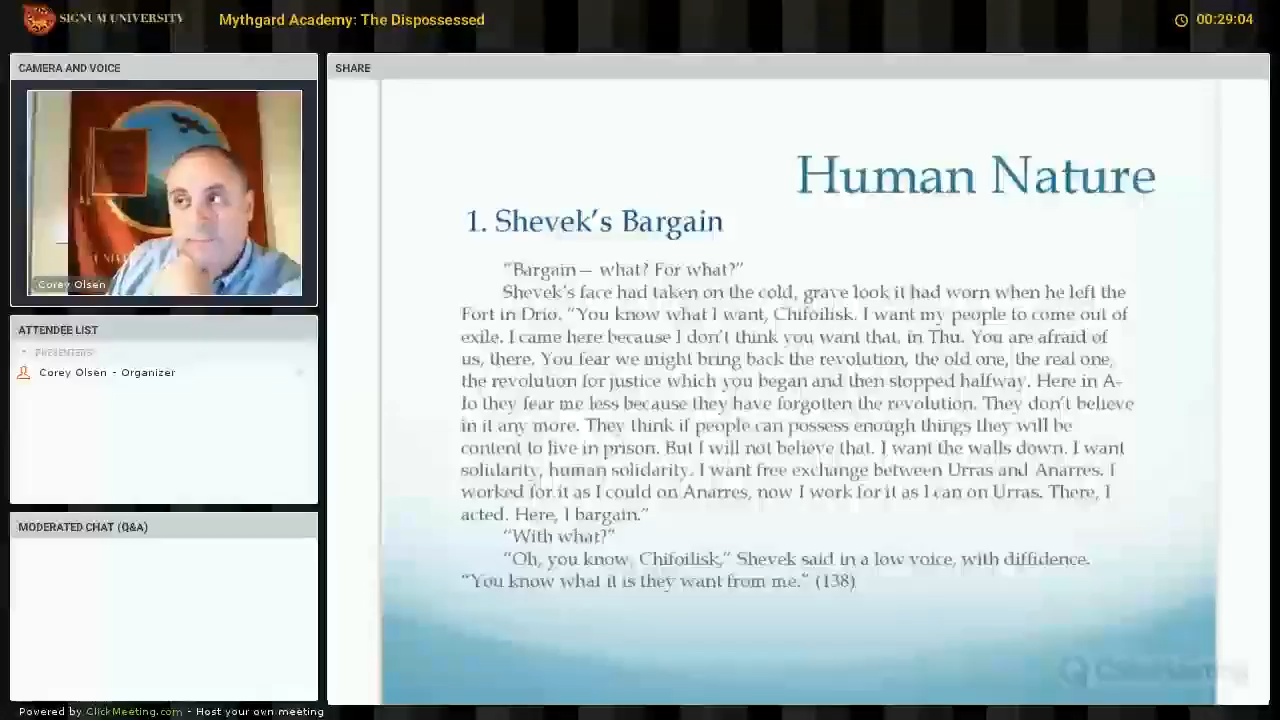 SIGNUM UNIVERSITY
Mythgard Academy: The Dispossessed
00:29:04
CAMERA AND VOICE
Corey Olsen
ATTENDEE LIST
PRESENTERS
Corey Olsen - Organizer
MODERATED CHAT (Q&A)
Powered by ClickMeeting.com - Host your own meeting
SHARE
Human Nature
1. Shevek's Bargain
"Bargain— what? For what?"
Shevek's face had taken on the cold, grave look it had worn when he left the
Fort in Drio. "You know what I want, Chifoilisk. I want my people to come out of
exile. I came here because I don't think you want that, in Thu. You are afraid of
us, there. You fear we might bring back the revolution, the old one, the real one,
the revolution for justice which you began and then stopped halfway. Here in A-
Io they fear me less because they have forgotten the revolution. They don't believe
in it any more. They think if people can possess enough things they will be
content to live in prison. But I will not believe that. I want the walls down. I want
solidarity, human solidarity. I want free exchange between Urras and Anarres. I
worked for it as I could on Anarres, now I work for it as I can on Urras. There, I
acted. Here, I bargain."
"With what?"
"Oh, you know, Chifoilisk," Shevek said in a low voice, with diffidence.
"You know what it is they want from me." (138)